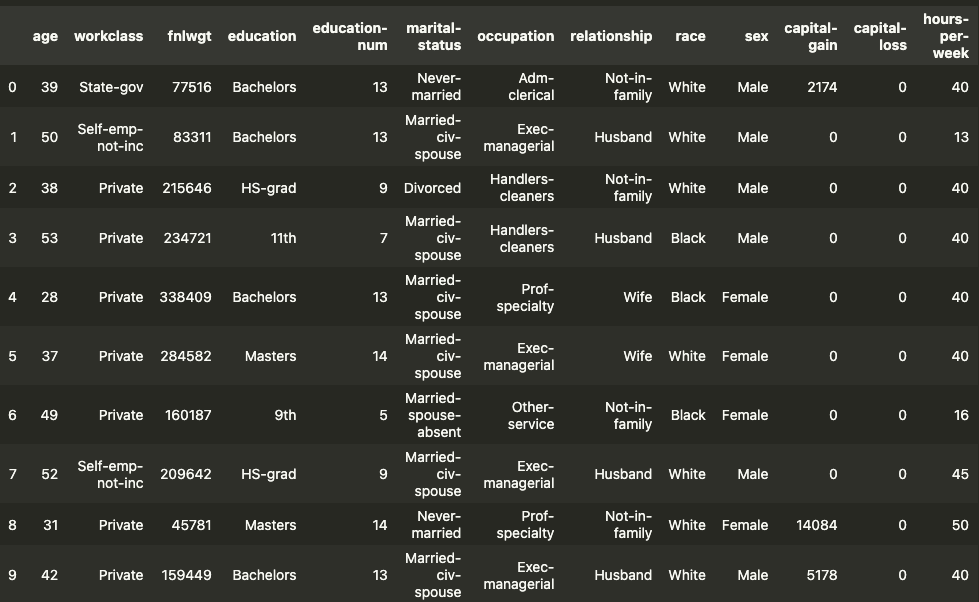 age workclass fnlwgt education education-num marital-status occupation relationship race sex capital-gain capital-loss hours-per-week
0 39 State-gov 77516 Bachelors 13 Never-married Adm-clerical Not-in-family White Male 2174 0 40
1 50 Self-emp-not-inc 83311 Bachelors 13 Married-civ-spouse Exec-managerial Husband White Male 0 0 13
2 38 Private 215646 HS-grad 9 Divorced Handlers-cleaners Not-in-family White Male 0 0 40
3 53 Private 234721 11th 7 Married-civ-spouse Handlers-cleaners Husband Black Male 0 0 40
4 28 Private 338409 Bachelors 13 Married-civ-spouse Prof-specialty Wife Black Female 0 0 40
5 37 Private 284582 Masters 14 Married-civ-spouse Exec-managerial Wife White Female 0 0 40
6 49 Private 160187 9th 5 Married-spouse-absent Other-service Not-in-family Black Female 0 0 16
7 52 Self-emp-not-inc 209642 HS-grad 9 Married-civ-spouse Exec-managerial Husband White Male 0 0 45
8 31 Private 45781 Masters 14 Never-married Prof-specialty Not-in-family White Female 14084 0 50
9 42 Private 159449 Bachelors 13 Married-civ-spouse Exec-managerial Husband White Male 5178 0 40